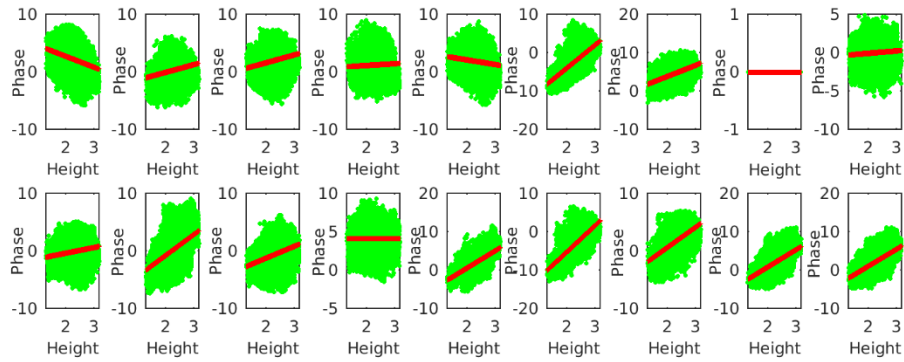 10 10 10 10 10 10 20 1 5
Phase Phase Phase Phase Phase Phase Phase Phase Phase
0 10 0
0 0 0 0 0 0
-10 0 -5
-10 -10 -10 -10 -10 -20 -10 -1 -10
2 3 2 3 2 3 2 3 2 3 2 3 2 3 2 3 2 3
Height Height Height Height Height Height Height Height Height
10 10 10 10 20 10 10 20 20
Phase Phase Phase Phase Phase Phase Phase Phase Phase
5 10 0 10 10
0 0 0 0
0 0 -10 0 0
-10 -10 -10 -5 -10 -20 -10 -10 -10
2 3 2 3 2 3 2 3 2 3 2 3 2 3 2 3 2 3
Height Height Height Height Height Height Height Height Height